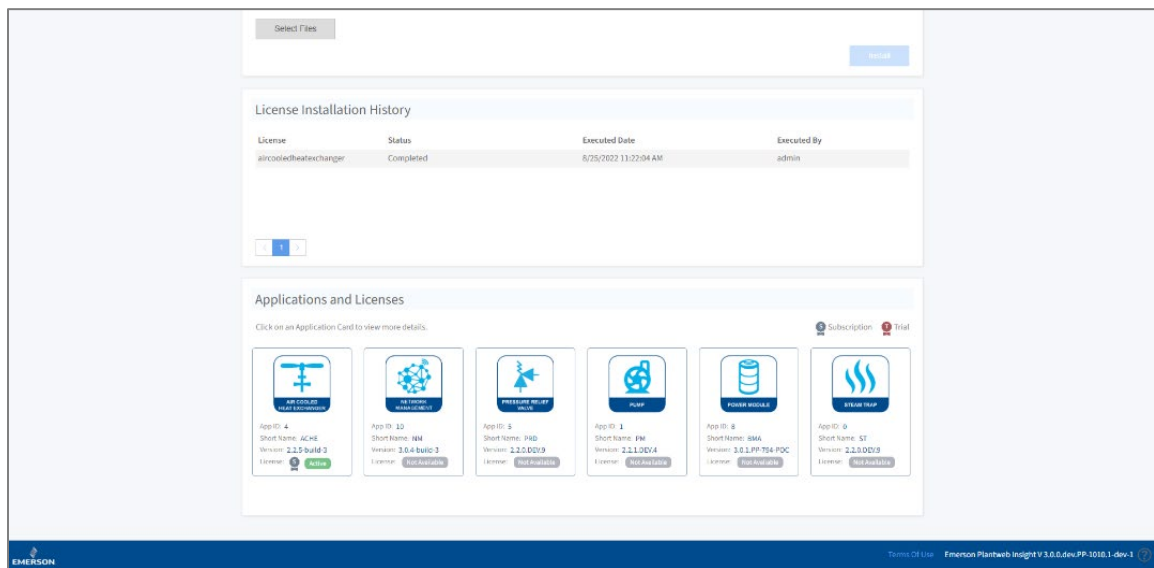 Select Files
Install
License Installation History
License Status Executed Date Executed By
aircooledheatexchanger Completed 8/25/2022 11:22:04 AM admin
1
Applications and Licenses
Click on an Application Card to view more details.
S Subscription T Trial
AIR COOLED
HEAT EXCHANGER
App ID: 4
Short Name: ACHE
Version: 2.2.5-build-3
License: S Active
NETWORK
MANAGEMENT
App ID: 10
Short Name: NM
Version: 3.0.4-build-3
License: Not Available
PRESSURE RELIEF
VALVE
App ID: 5
Short Name: PRD
Version: 2.2.0.DEV.9
License: Not Available
PUMP
App ID: 1
Short Name: PM
Version: 2.2.1.DEV.4
License: Not Available
POWER MODULE
App ID: 8
Short Name: BMA
Version: 3.0.1.PP-784-POC
License: Not Available
STEAM TRAP
App ID:
Short Name: ST
Version: 2.2.0.DEV.9
License: Not Available
EMERSON
Terms Of Use Emerson Plantweb Insight V 3.0.0.dev.PP-1010.1-dev-1 ?